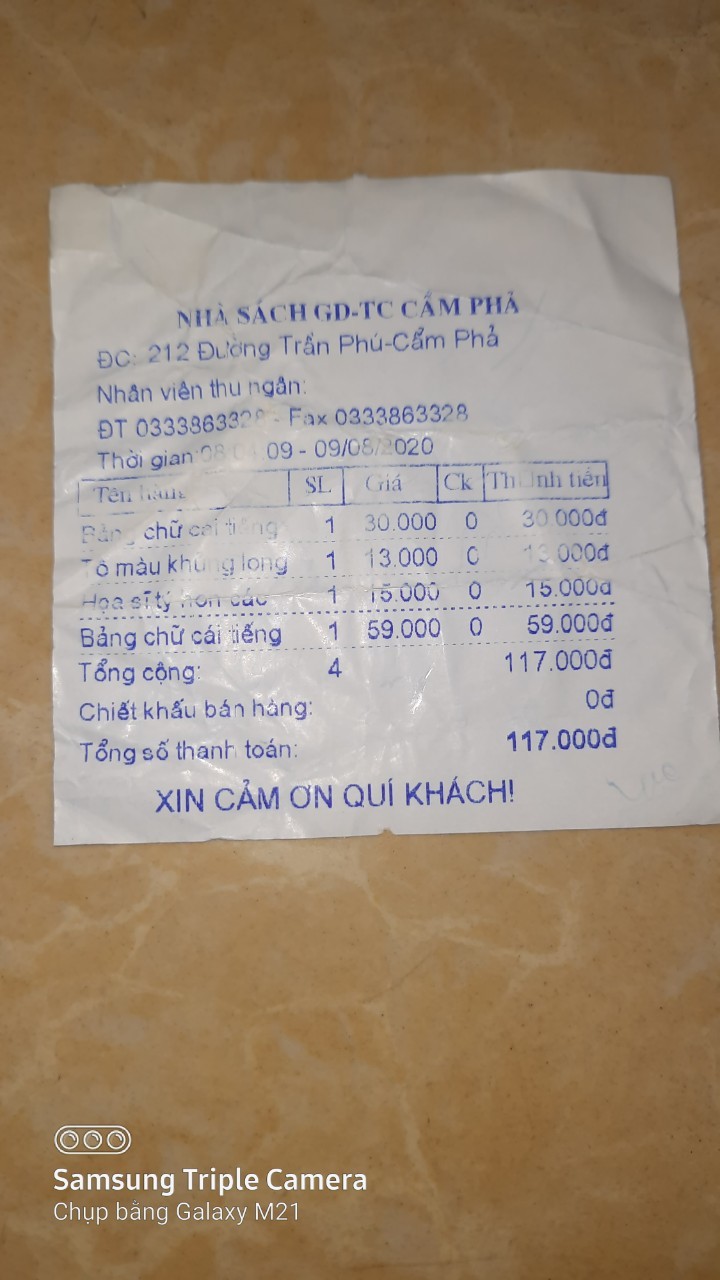 NHÀ SÁCH GD-TC CẨM PHẢ
ĐC: 212 Đường Trần Phú-Cẩm Phả
Nhân viên thu ngân:
ĐT 0333863328 - Fax 0333863328
Thời gian 09 - 09/08/2020
Tên hàng SL Giá Ck Thành tiền
Bảng chữ cái tiếng 1 30.000 0 30.000đ
Tô màu khủng long 1 13.000 0 13.000đ
Họa sĩ tý hon các 1 15.000 0 15.000đ
Bảng chữ cái tiếng 1 59.000 0 59.000đ
Tổng cộng: 4 117.000đ
Chiết khấu bán hàng: 0đ
Tổng số thanh toán: 117.000đ
XIN CẢM ƠN QUÍ KHÁCH!
Samsung Triple Camera
Chụp bằng Galaxy M21